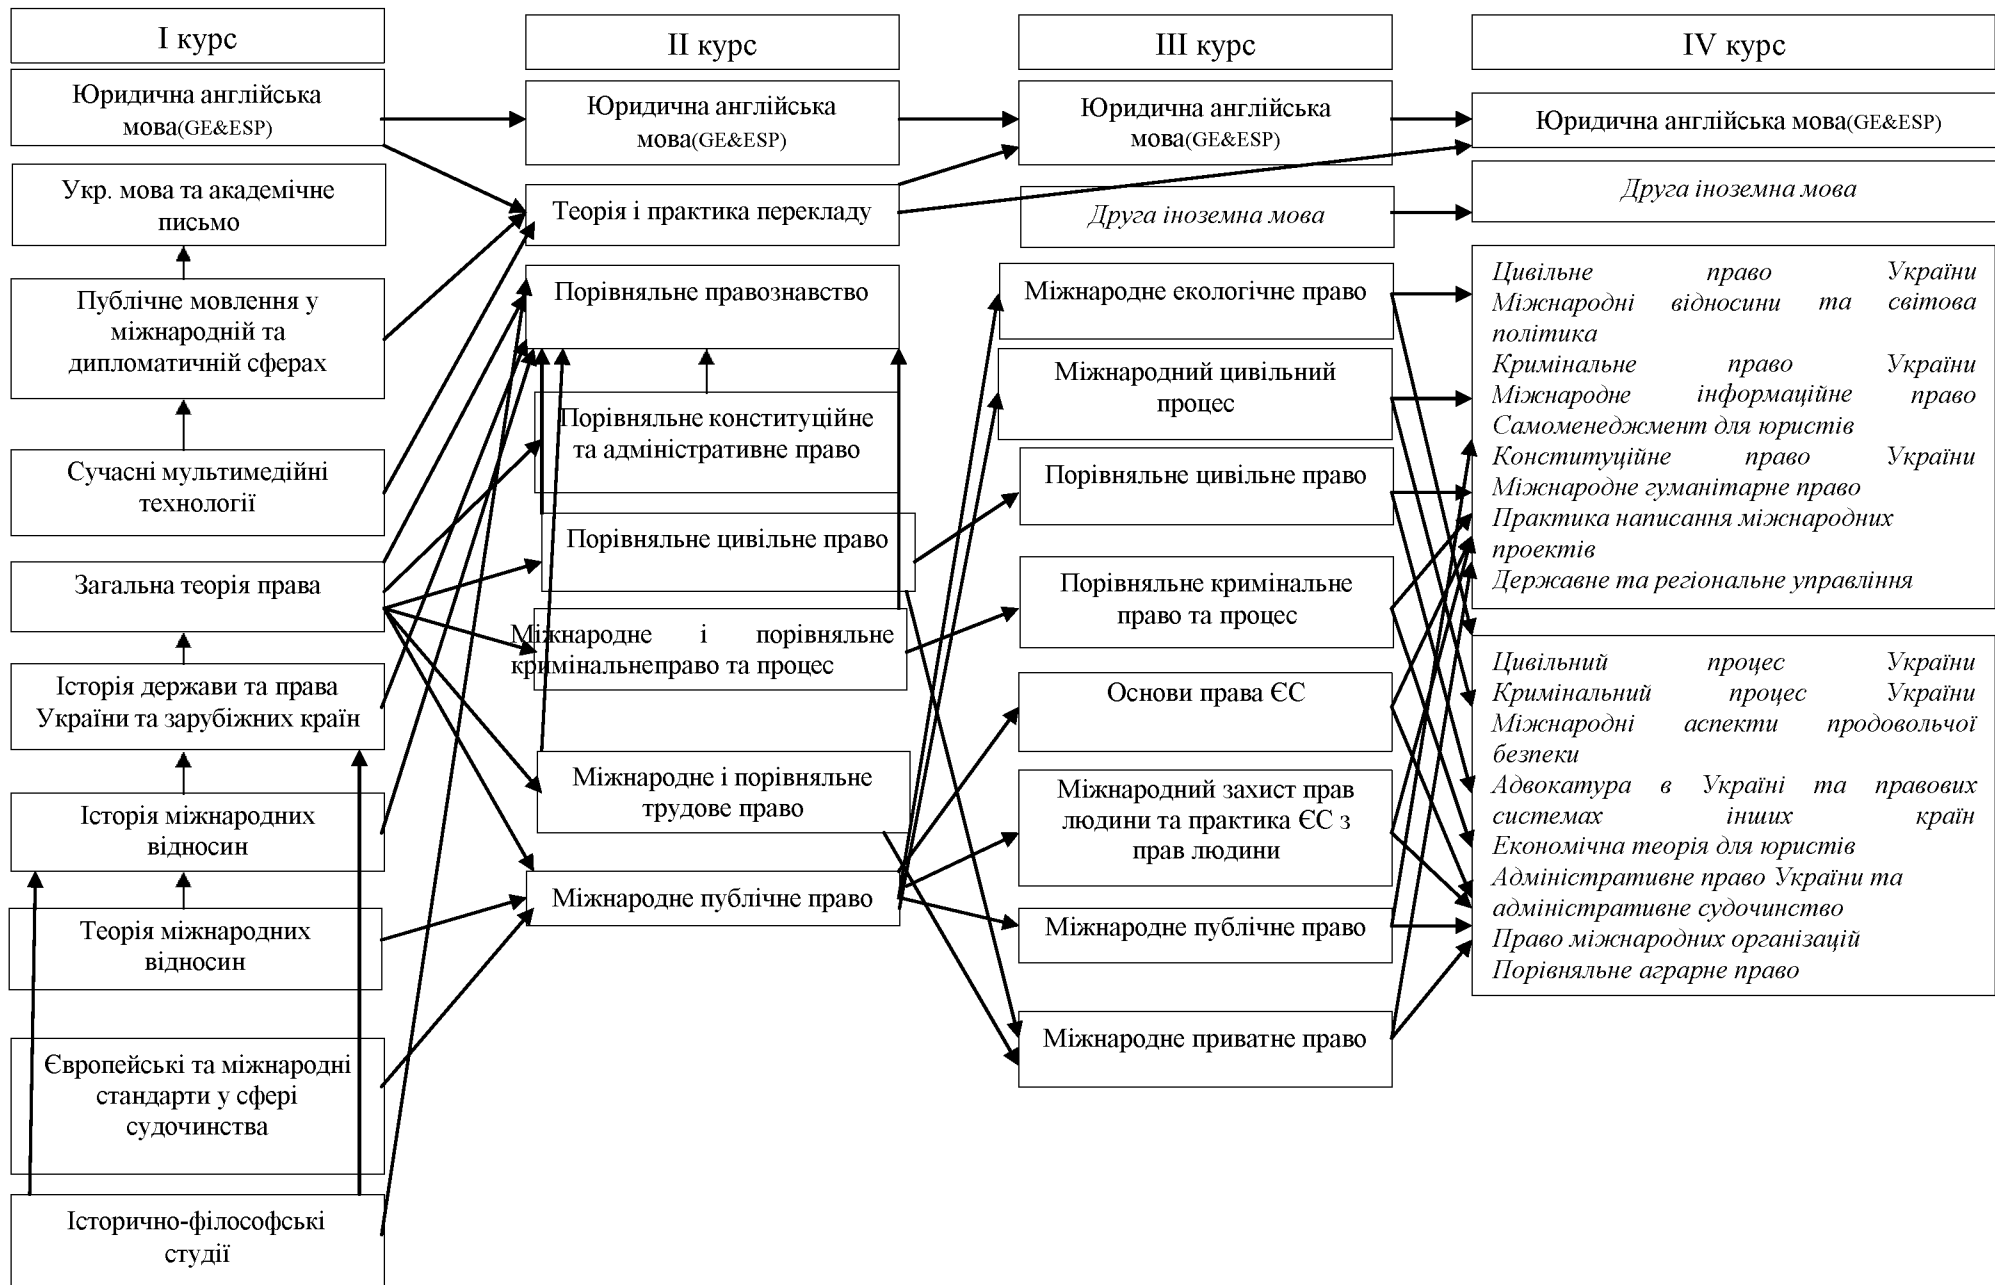 I курс
Юридична англійська
мова(GE&ESP)
Укр. мова та академічне
письмо
Публічне мовлення у
міжнародній та
дипломатичній сферах
Сучасні мультимедійні
технології
Загальна теорія права
Історія держави та права
України та зарубіжних країн
Історія міжнародних
відносин
Теорія міжнародних
відносин
Європейські та міжнародні
стандарти у сфері
судочинства
Історично-філософські
студії
II курс
Юридична англійська
мова(GE&ESP)
Теорія і практика перекладу
Порівняльне правознавство
Порівняльне конституційне
та адміністративне право
Порівняльне цивільне право
Міжнародне і порівняльне
кримінальнеправо та процес
Міжнародне і порівняльне
трудове право
Міжнародне публічне право
III курс
Юридична англійська
мова(GE&ESP)
Друга іноземна мова
Міжнародне екологічне право
Міжнародний цивільний
процес
Порівняльне цивільне право
Порівняльне кримінальне
право та процес
Основи права ЄС
Міжнародний захист прав
людини та практика ЄС з
прав людини
Міжнародне публічне право
Міжнародне приватне право
IV курс
Юридична англійська мова(GE&ESP)
Друга іноземна мова
Цивільне право України
Міжнародні відносини та світова
політика
Кримінальне право України
Міжнародне інформаційне право
Самоменеджмент для юристів
Конституційне право України
Міжнародне гуманітарне право
Практика написання міжнародних
проектів
Державне та регіональне управління
Цивільний процес України
Кримінальний процес України
Міжнародні аспекти продовольчої
безпеки
Адвокатура в Україні та правових
системах інших країн
Економічна теорія для юристів
Адміністративне право України та
адміністративне судочинство
Право міжнародних організацій
Порівняльне аграрне право